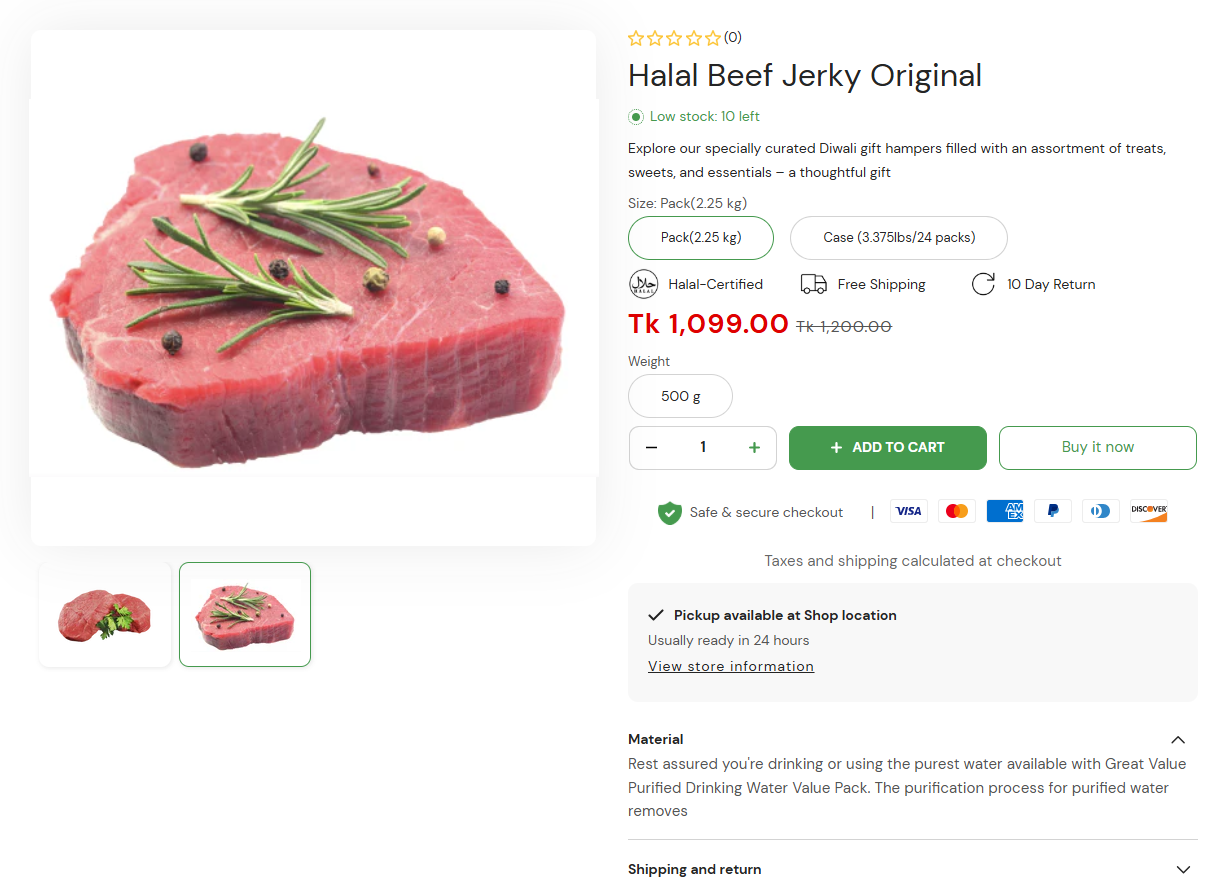 (0)
Halal Beef Jerky Original
Low stock: 10 left
Explore our specially curated Diwali gift hampers filled with an assortment of treats,
sweets, and essentials – a thoughtful gift
Size: Pack(2.25 kg)
Pack(2.25 kg) Case (3.375lbs/24 packs)
حلال
HALAL
Halal-Certified Free Shipping 10 Day Return
Tk 1,099.00 Tk 1,200.00
Weight
500 g
− 1 + + ADD TO CART Buy it now
Safe & secure checkout | VISA AM EX DISCOVER
Taxes and shipping calculated at checkout
Pickup available at Shop location
Usually ready in 24 hours
View store information
Material
Rest assured you're drinking or using the purest water available with Great Value
Purified Drinking Water Value Pack. The purification process for purified water
removes
Shipping and return